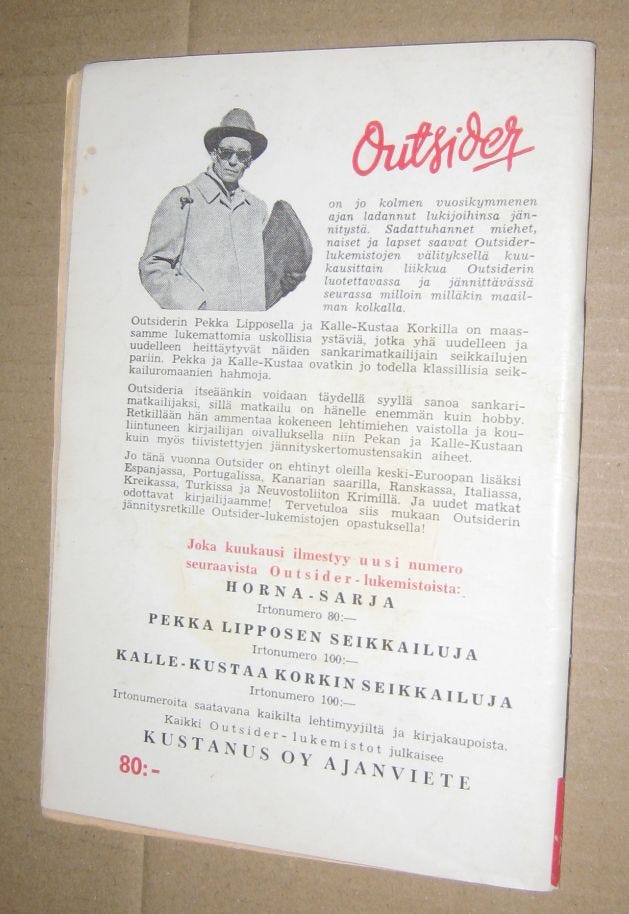 Outsider
on jo kolmen vuosikymmenen
ajan ladannut lukijoihinsa jän-
nitystä. Sadattuhannet miehet,
naiset ja lapset saavat Outsider-
lukemistojen välityksellä kuu-
kausittain liikkua Outsiderin
luotettavassa ja jännittävässä
seurassa milloin milläkin maail-
man kolkalla.
Outsiderin Pekka Lipposella ja Kalle-Kustaa Korkilla on maas-
samme lukemattomia uskollisia ystäviä, jotka yhä uudelleen ja
uudelleen heittäytyvät näiden sankarimatkailijain seikkailujen
pariin. Pekka ja Kalle-Kustaa ovatkin jo todella klassillisia seik-
kailuromaanien hahmoja.
Outsideria itseäänkin voidaan täydellä syyllä sanoa sankari-
matkailijaksi, sillä matkailu on hänelle enemmän kuin hobby.
Retkillään hän ammentaa kokeneen lehtimiehen vaistolla ja kou-
liintuneen kirjailijan oivalluksella niin Pekan ja Kalle-Kustaan
kuin myös tiivistettyjen jännityskertomustensakin aiheet.
Jo tänä vuonna Outsider on ehtinyt oleilla keski-Euroopan lisäksi
Espanjassa, Portugalissa, Kanarian saarilla, Ranskassa, Italiassa,
Kreikassa, Turkissa ja Neuvostoliiton Krimillä. Ja uudet matkat
odottavat kirjailijaamme! Tervetuloa siis mukaan Outsiderin
jännitysretkille Outsider-lukemistojen opastuksella!
Joka kuukausi ilmestyy uusi numero
seuraavista Outsider-lukemistoista:
HORNA-SARJA
Irtonumero 80:—
PEKKA LIPPOSEN SEIKKAILUJA
Irtonumero 100:—
KALLE-KUSTAA KORKIN SEIKKAILUJA
Irtonumero 100:—
Irtonumeroita saatavana kaikilta lehtimyyjiltä ja kirjakaupoista.
Kaikki Outsider-lukemistot julkaisee
KUSTANUS OY AJANVIETE
80:-